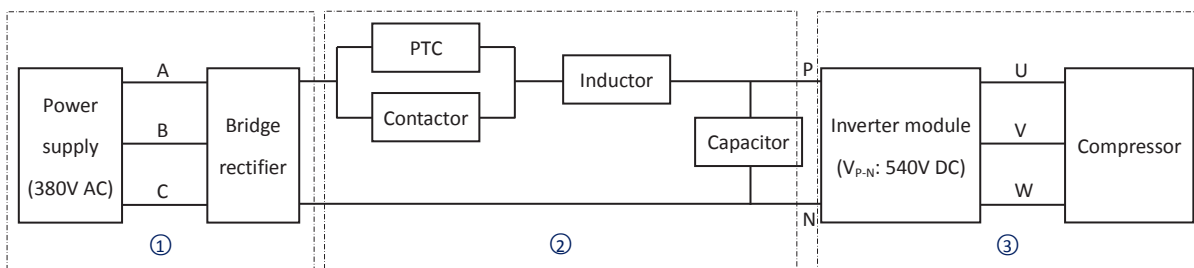 Power
supply
(380V AC)
A
B
C
Bridge
rectifier
①
PTC
Contactor
Inductor
Capacitor
②
P
N
Inverter module
(VP-N: 540V DC)
U
V
W
Compressor
③